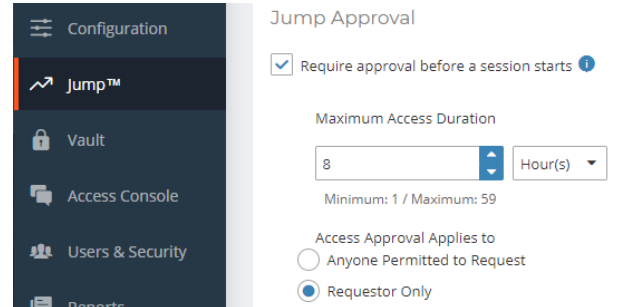 Configuration
Jump™
Vault
Access Console
Users & Security
Reports
Jump Approval
Require approval before a session starts
Maximum Access Duration
8 Hour(s)
Minimum: 1 / Maximum: 59
Access Approval Applies to
Anyone Permitted to Request
Requestor Only